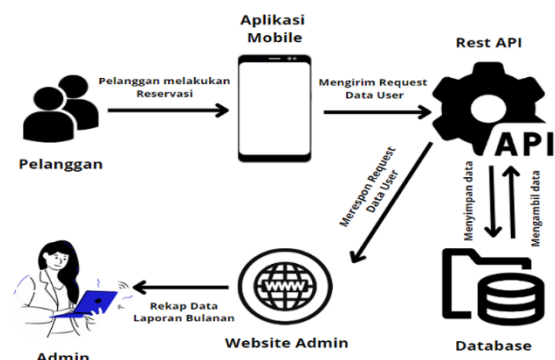 Aplikasi
Mobile
Rest API
Pelanggan melakukan
Reservasi
Mengirim Request
Data User
API
Pelanggan
Merespon Request
Data User
Menyimpan data
Mengambil data
WWW
Rekap Data
Laporan Bulanan
Website Admin
Database
Admin